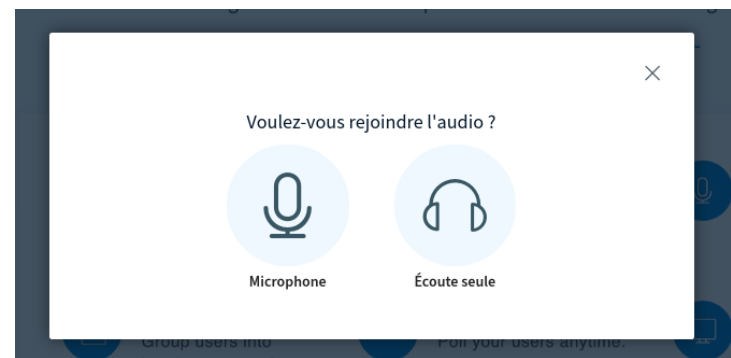 Voulez-vous rejoindre l'audio ?
Microphone
Écoute seule
Group users into
Poll your users anytime.